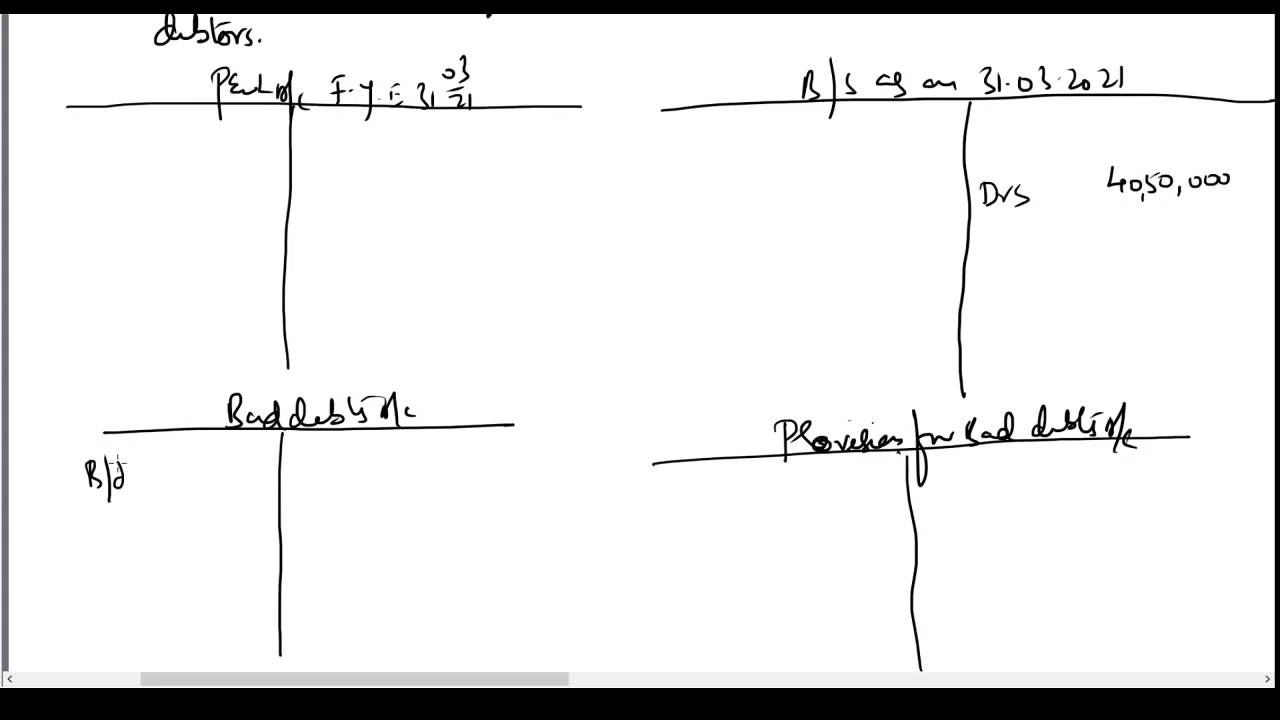 debtors.
P&L A/c F.Y.E 31 03 21
B/S as on 31.03.2021
Drs 40,50,000
Bad debts A/c
Provision for Bad debts A/c
B/d